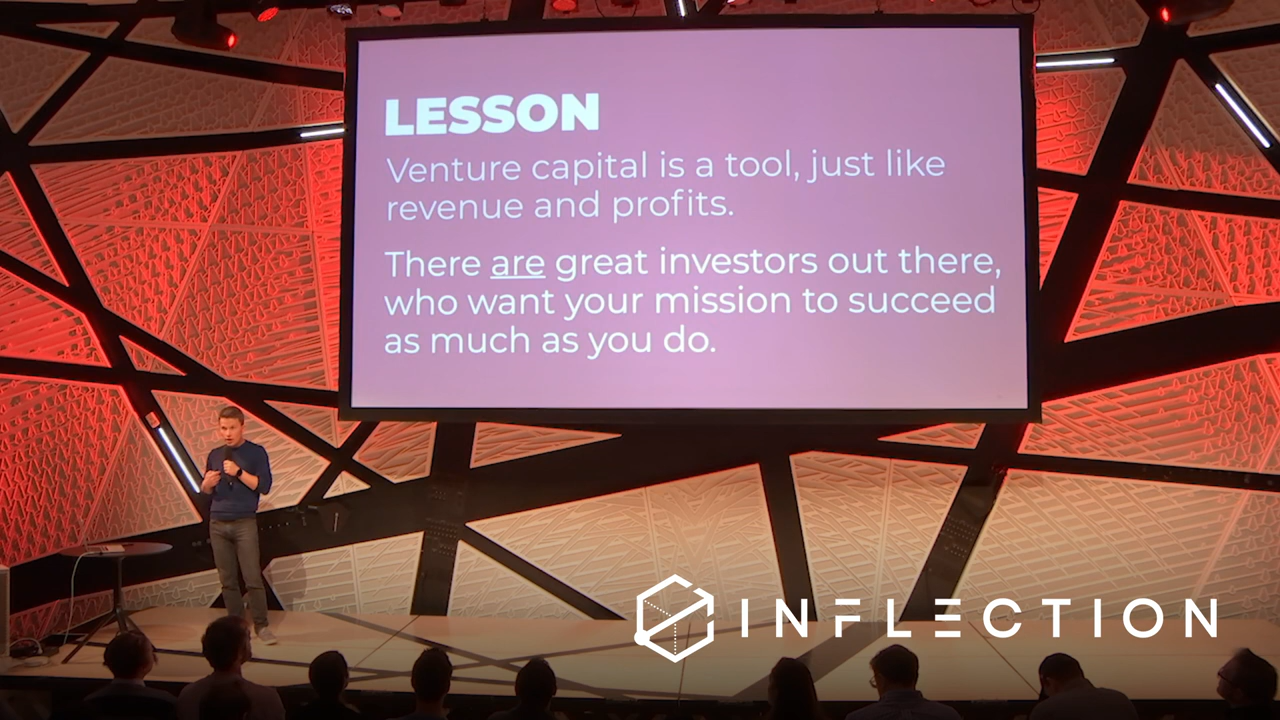 LESSON
Venture capital is a tool, just like
revenue and profits.
There are great investors out there,
who want your mission to succeed
as much as you do.
INFLECTION